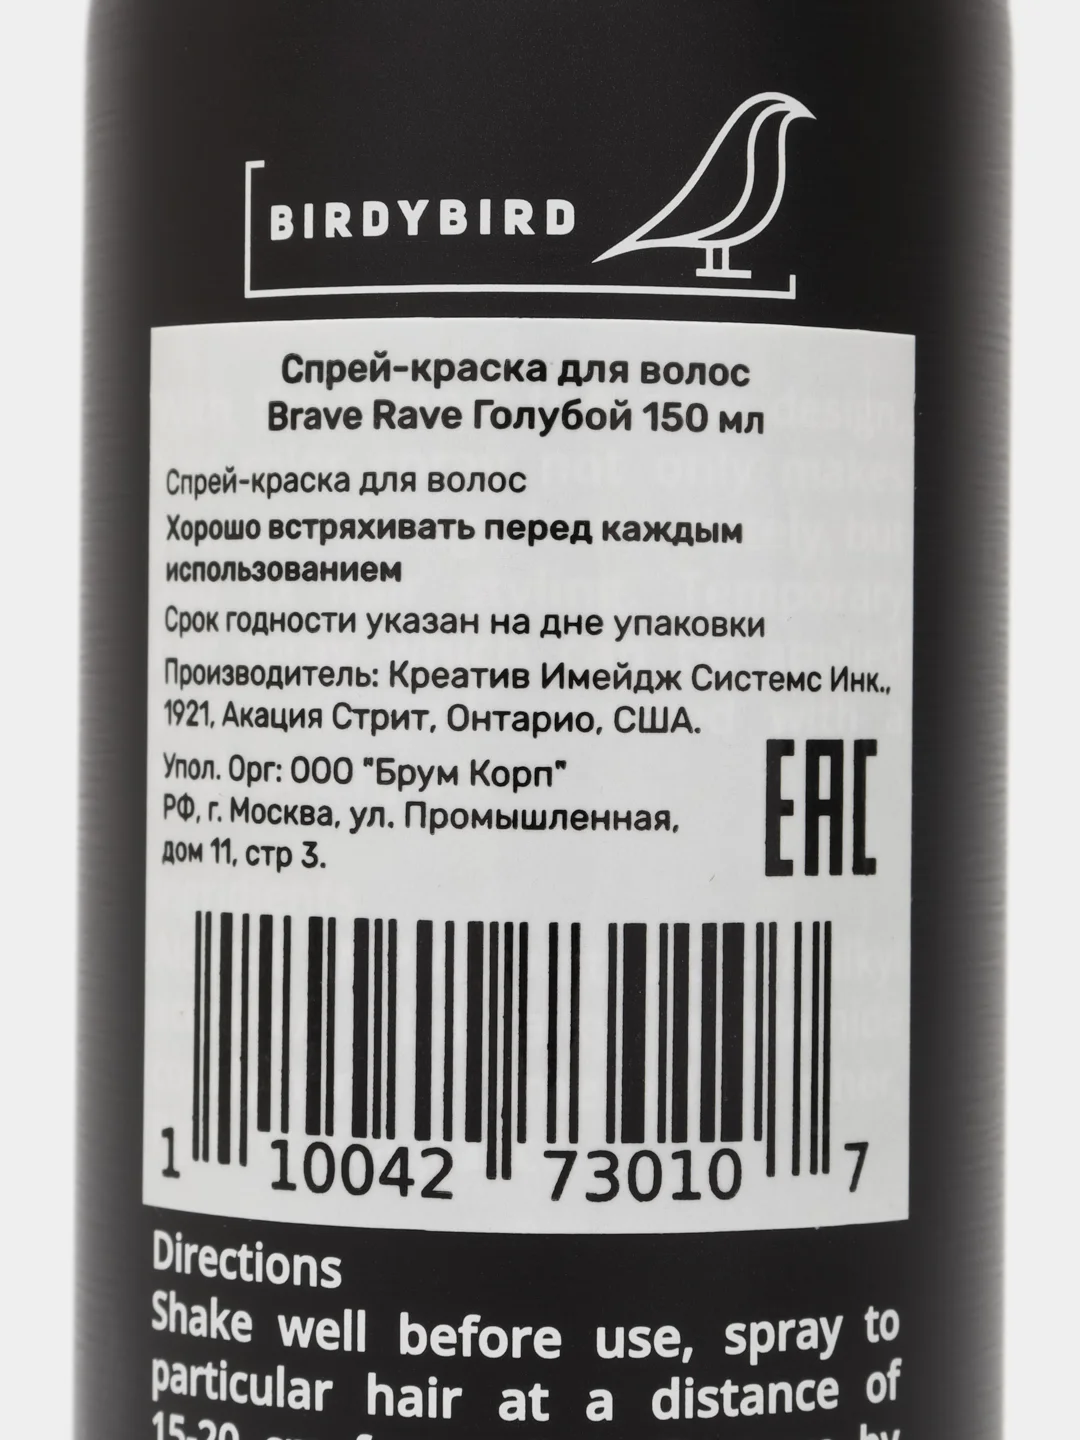 BIRDYBIRD
Спрей-краска для волос
Brave Rave Голубой 150 мл
Спрей-краска для волос
Хорошо встряхивать перед каждым
использованием
Срок годности указан на дне упаковки
Производитель: Креатив Имейдж Системс Инк.,
1921, Акация Стрит, Онтарио, США.
Упол. Орг: ООО "Брум Корп"
РФ, г. Москва, ул. Промышленная,
дом 11, стр 3.
EAC
1 10042 73010 7
Directions
Shake well before use, spray to
particular hair at a distance of
15-20